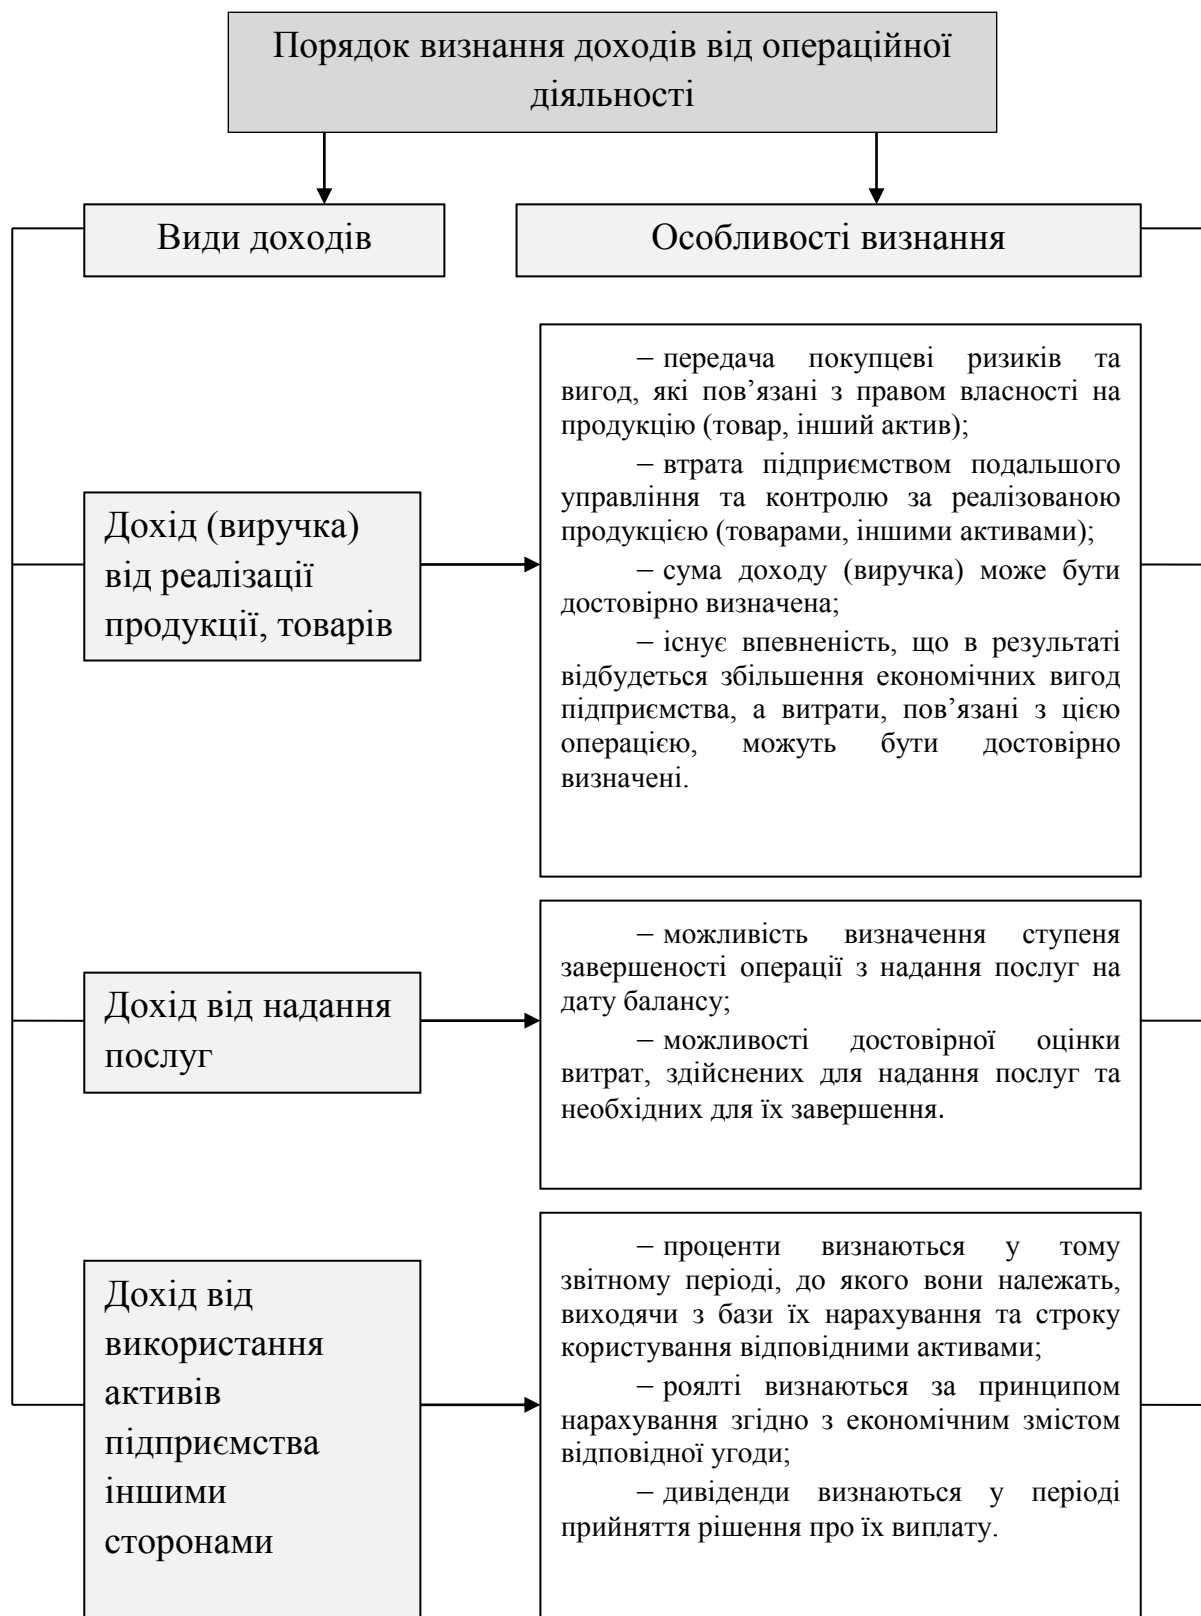 Порядок визнання доходів від операційної
діяльності
Види доходів
Особливості визнання
Дохід (виручка)
від реалізації
продукції, товарів
– передача покупцеві ризиків та
вигод, які пов’язані з правом власності на
продукцію (товар, інший актив);
– втрата підприємством подальшого
управління та контролю за реалізованою
продукцією (товарами, іншими активами);
– сума доходу (виручка) може бути
достовірно визначена;
– існує впевненість, що в результаті
відбудеться збільшення економічних вигод
підприємства, а витрати, пов’язані з цією
операцією, можуть бути достовірно
визначені.
Дохід від надання
послуг
– можливість визначення ступеня
завершеності операції з надання послуг на
дату балансу;
– можливості достовірної оцінки
витрат, здійснених для надання послуг та
необхідних для їх завершення.
Дохід від
використання
активів
підприємства
іншими
сторонами
– проценти визнаються у тому
звітному періоді, до якого вони належать,
виходячи з бази їх нарахування та строку
користування відповідними активами;
– роялті визнаються за принципом
нарахування згідно з економічним змістом
відповідної угоди;
– дивіденди визнаються у періоді
прийняття рішення про їх виплату.